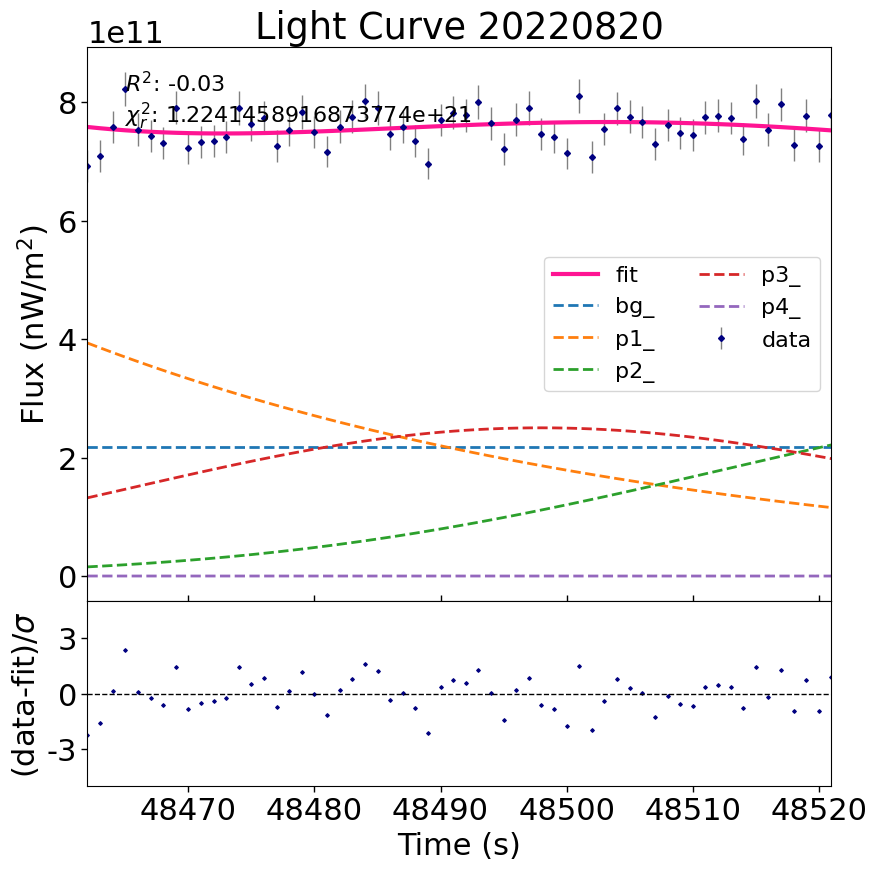 Light Curve 20220820
1e11
R²: -0.03
χ²ᵣ: 1.2241458916873774e+21
8
6
4
2
0
Flux (nW/m²)
fit
bg_
p1_
p2_
p3_
p4_
data
3
0
-3
(data-fit)/σ
48470 48480 48490 48500 48510 48520
Time (s)